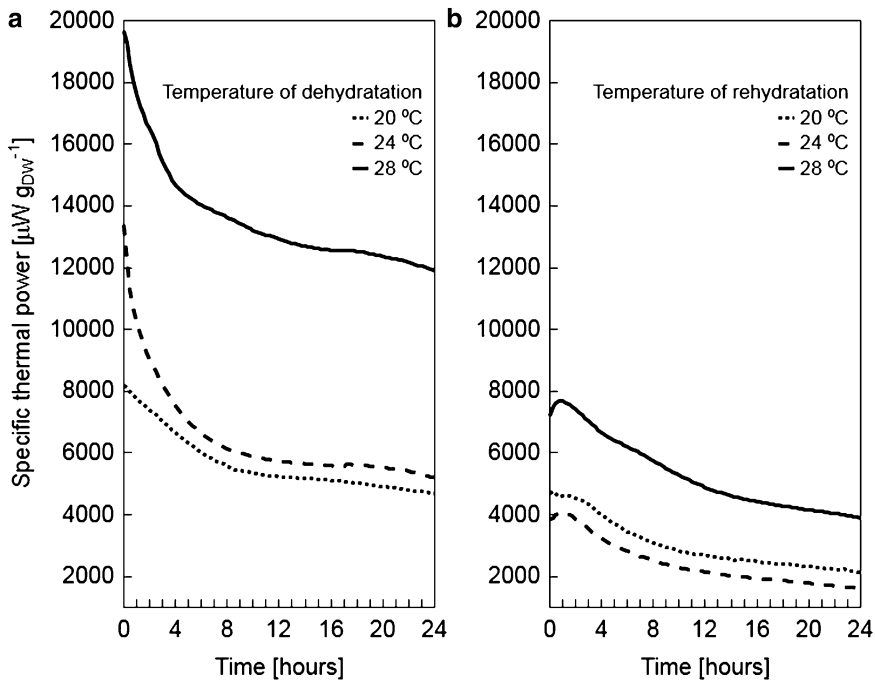 a
Specific thermal power [µW g_DW⁻¹]
20000
18000
16000
14000
12000
10000
8000
6000
4000
2000
Temperature of dehydratation
20 ºC
24 ºC
28 ºC
0 4 8 12 16 20 24
Time [hours]
b
20000
18000
16000
14000
12000
10000
8000
6000
4000
2000
Temperature of rehydratation
20 ºC
24 ºC
28 ºC
0 4 8 12 16 20 24
Time [hours]